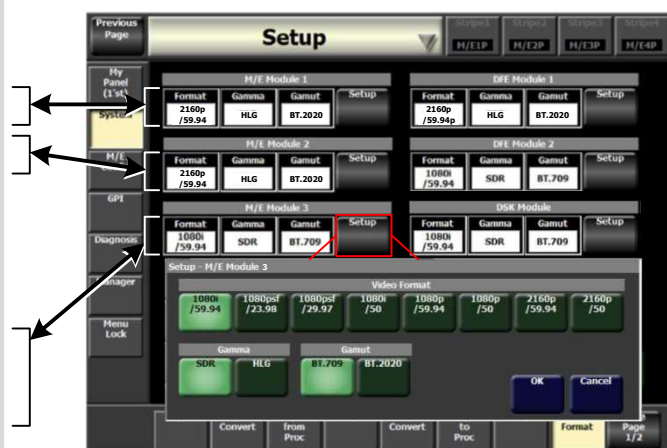 Previous
Page
Setup
Stripe1 Stripe2 Stripe3 Stripe4
M/E1P M/E2P M/E3P M/E4P
My
Panel
(1'st)
System
M/E
GPI
Diagnosis
Menu
Lock
M/E Module 1
Format Gamma Gamut Setup
2160p
/59.94
HLG BT.2020
DFE Module 1
Format Gamma Gamut Setup
2160p
/59.94p
HLG BT.2020
M/E Module 2
Format Gamma Gamut Setup
2160p
/59.94
HLG BT.2020
DFE Module 2
Format Gamma Gamut Setup
1080i
/59.94
SDR BT.709
M/E Module 3
Format Gamma Gamut Setup
1080i
/59.94
SDR BT.709
DSK Module
Format Gamma Gamut Setup
1080i
/59.94
SDR BT.709
Setup - M/E Module 3
Video Format
1080i
/59.94
1080psf
/23.98
1080psf
/29.97
1080i
/50
1080p
/59.94
1080p
/50
2160p
/59.94
2160p
/50
Gamma
SDR HLG
Gamut
BT.709 BT.2020
OK Cancel
Convert
from
Proc
Convert
to
Proc
Format
Page
1/2